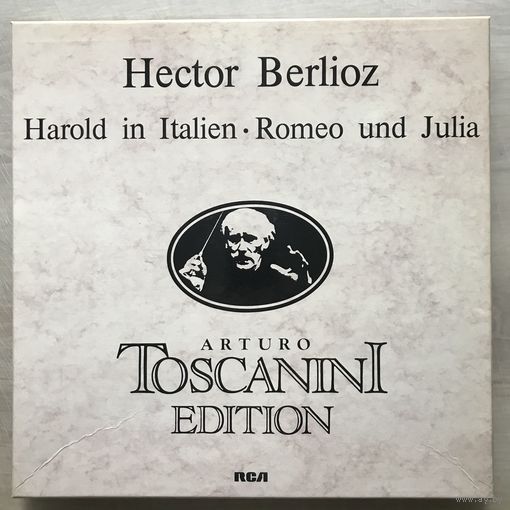 Hector Berlioz
Harold in Italien · Romeo und Julia
ARTURO
TOSCANINI
EDITION
RCA